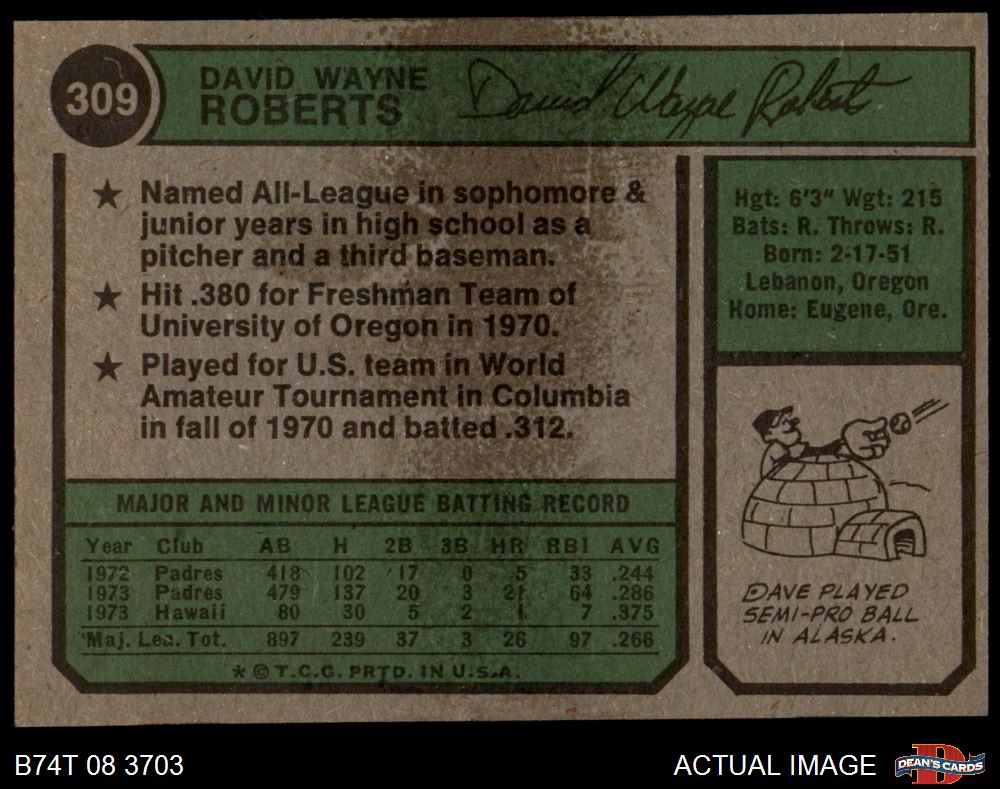 309
DAVID WAYNE
ROBERTS
David Wayne Roberts
★ Named All-League in sophomore &
junior years in high school as a
pitcher and a third baseman.
★ Hit .380 for Freshman Team of
University of Oregon in 1970.
★ Played for U.S. team in World
Amateur Tournament in Columbia
in fall of 1970 and batted .312.
Hgt: 6'3" Wgt: 215
Bats: R. Throws: R.
Born: 2-17-51
Lebanon, Oregon
Home: Eugene, Ore.
DAVE PLAYED
SEMI-PRO BALL
IN ALASKA.
MAJOR AND MINOR LEAGUE BATTING RECORD
Year Club AB H 2B 3B HR RBI AVG
1972 Padres 418 102 17 0 5 33 .244
1973 Padres 479 137 20 3 21 64 .286
1973 Hawaii 80 30 5 2 1 7 .375
Maj. Lea. Tot. 897 239 37 3 26 97 .266
* © T.C.G. PRTD. IN U.S.A.
B74T 08 3703
ACTUAL IMAGE
D
DEAN'S CARDS